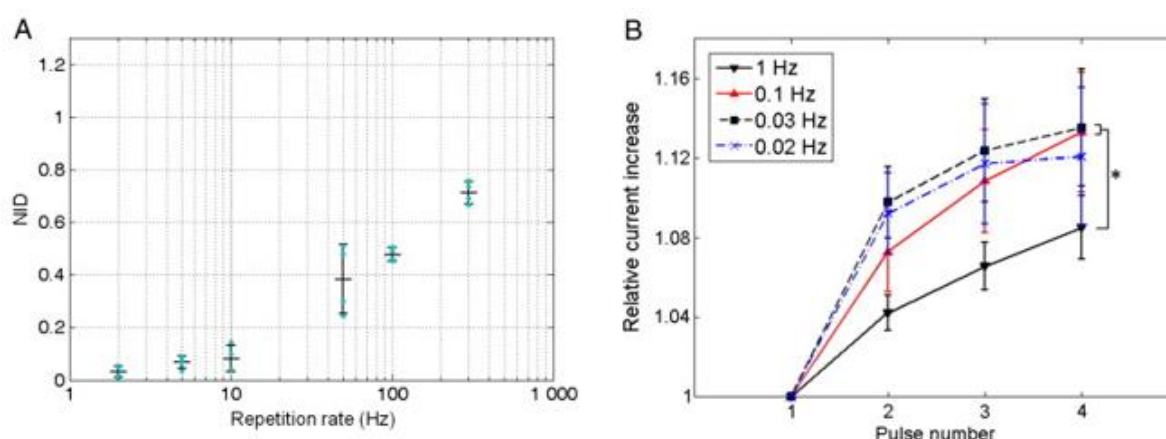 A
1.2
1
0.8
0.6
0.4
0.2
0
NID
1
10
100
1 000
Repetition rate (Hz)
B
1 Hz
0.1 Hz
0.03 Hz
0.02 Hz
1.16
1.12
1.08
1.04
1
Relative current increase
*
1
2
3
4
Pulse number